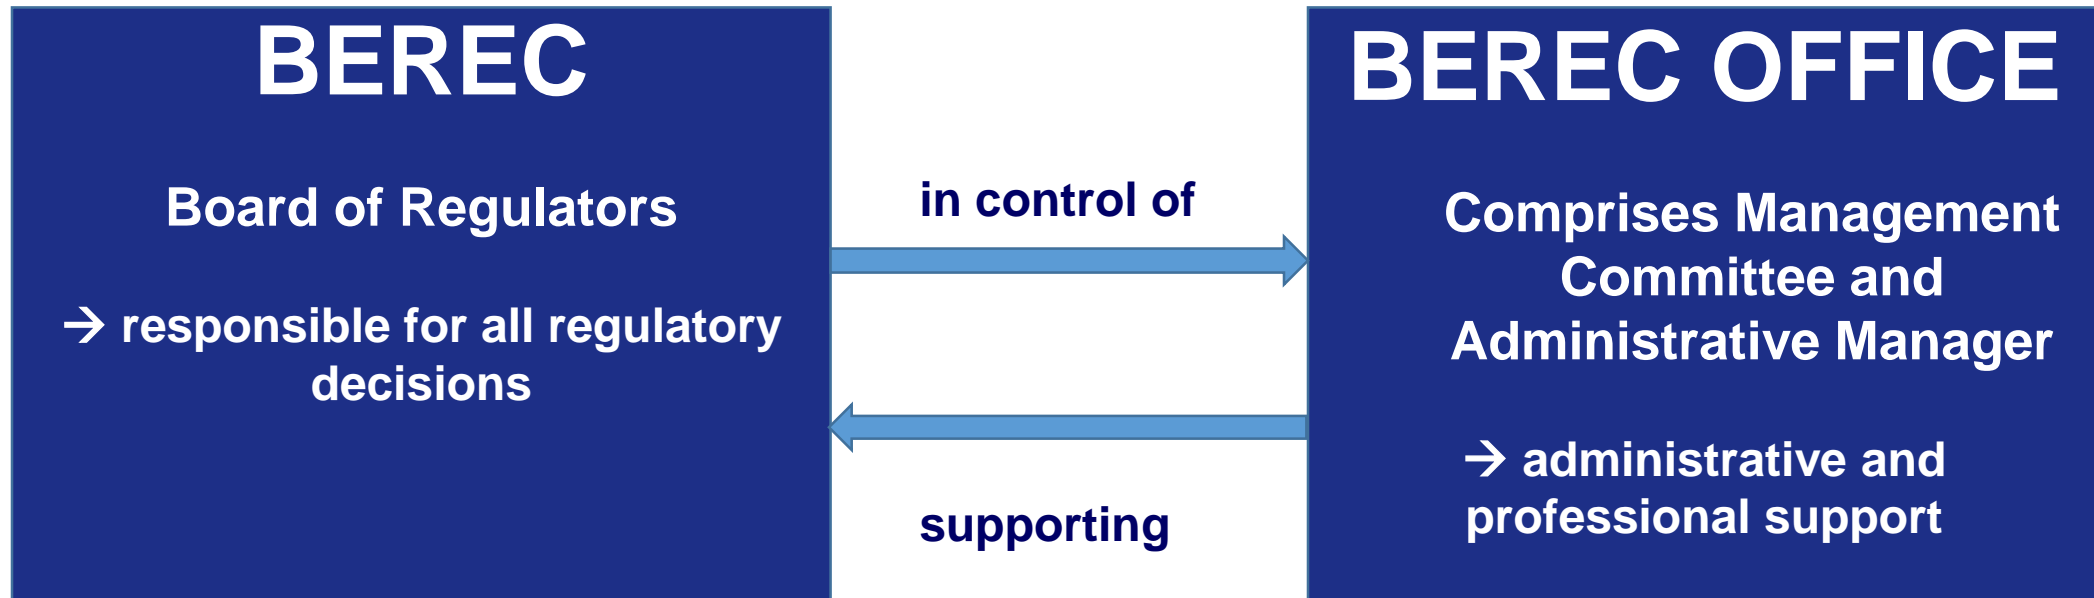 BEREC
Board of Regulators
→ responsible for all regulatory
decisions
in control of
supporting
BEREC OFFICE
Comprises Management
Committee and
Administrative Manager
→ administrative and
professional support